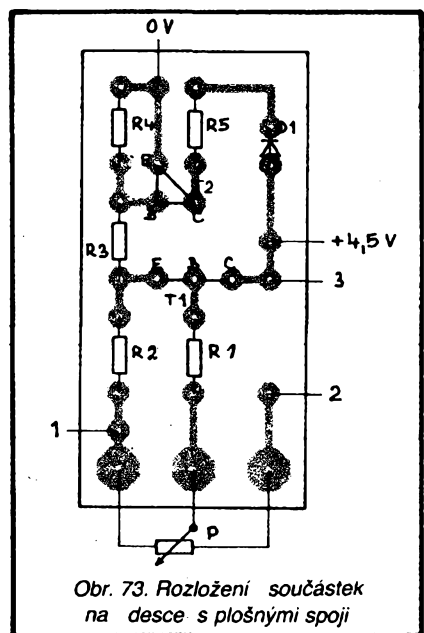 0V
R4
R5
D1
E
T2
B
C
R3
+4,5 V
E
B
C
3
T1
R2
R1
2
1
P
Obr. 73. Rozložení součástek
na desce s plošnými spoji